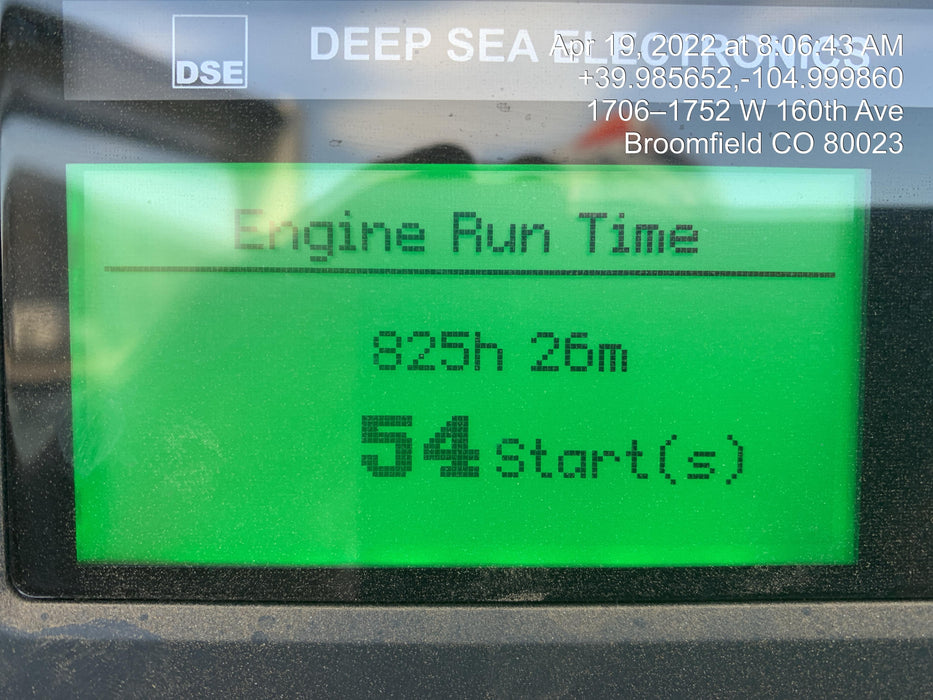 DSE
DEEP SEA ELECTRONICS
Apr 19, 2022 at 8:06:43 AM
+39.985652,-104.999860
1706–1752 W 160th Ave
Broomfield CO 80023
Engine Run Time
825h 26m
54 Start(s)